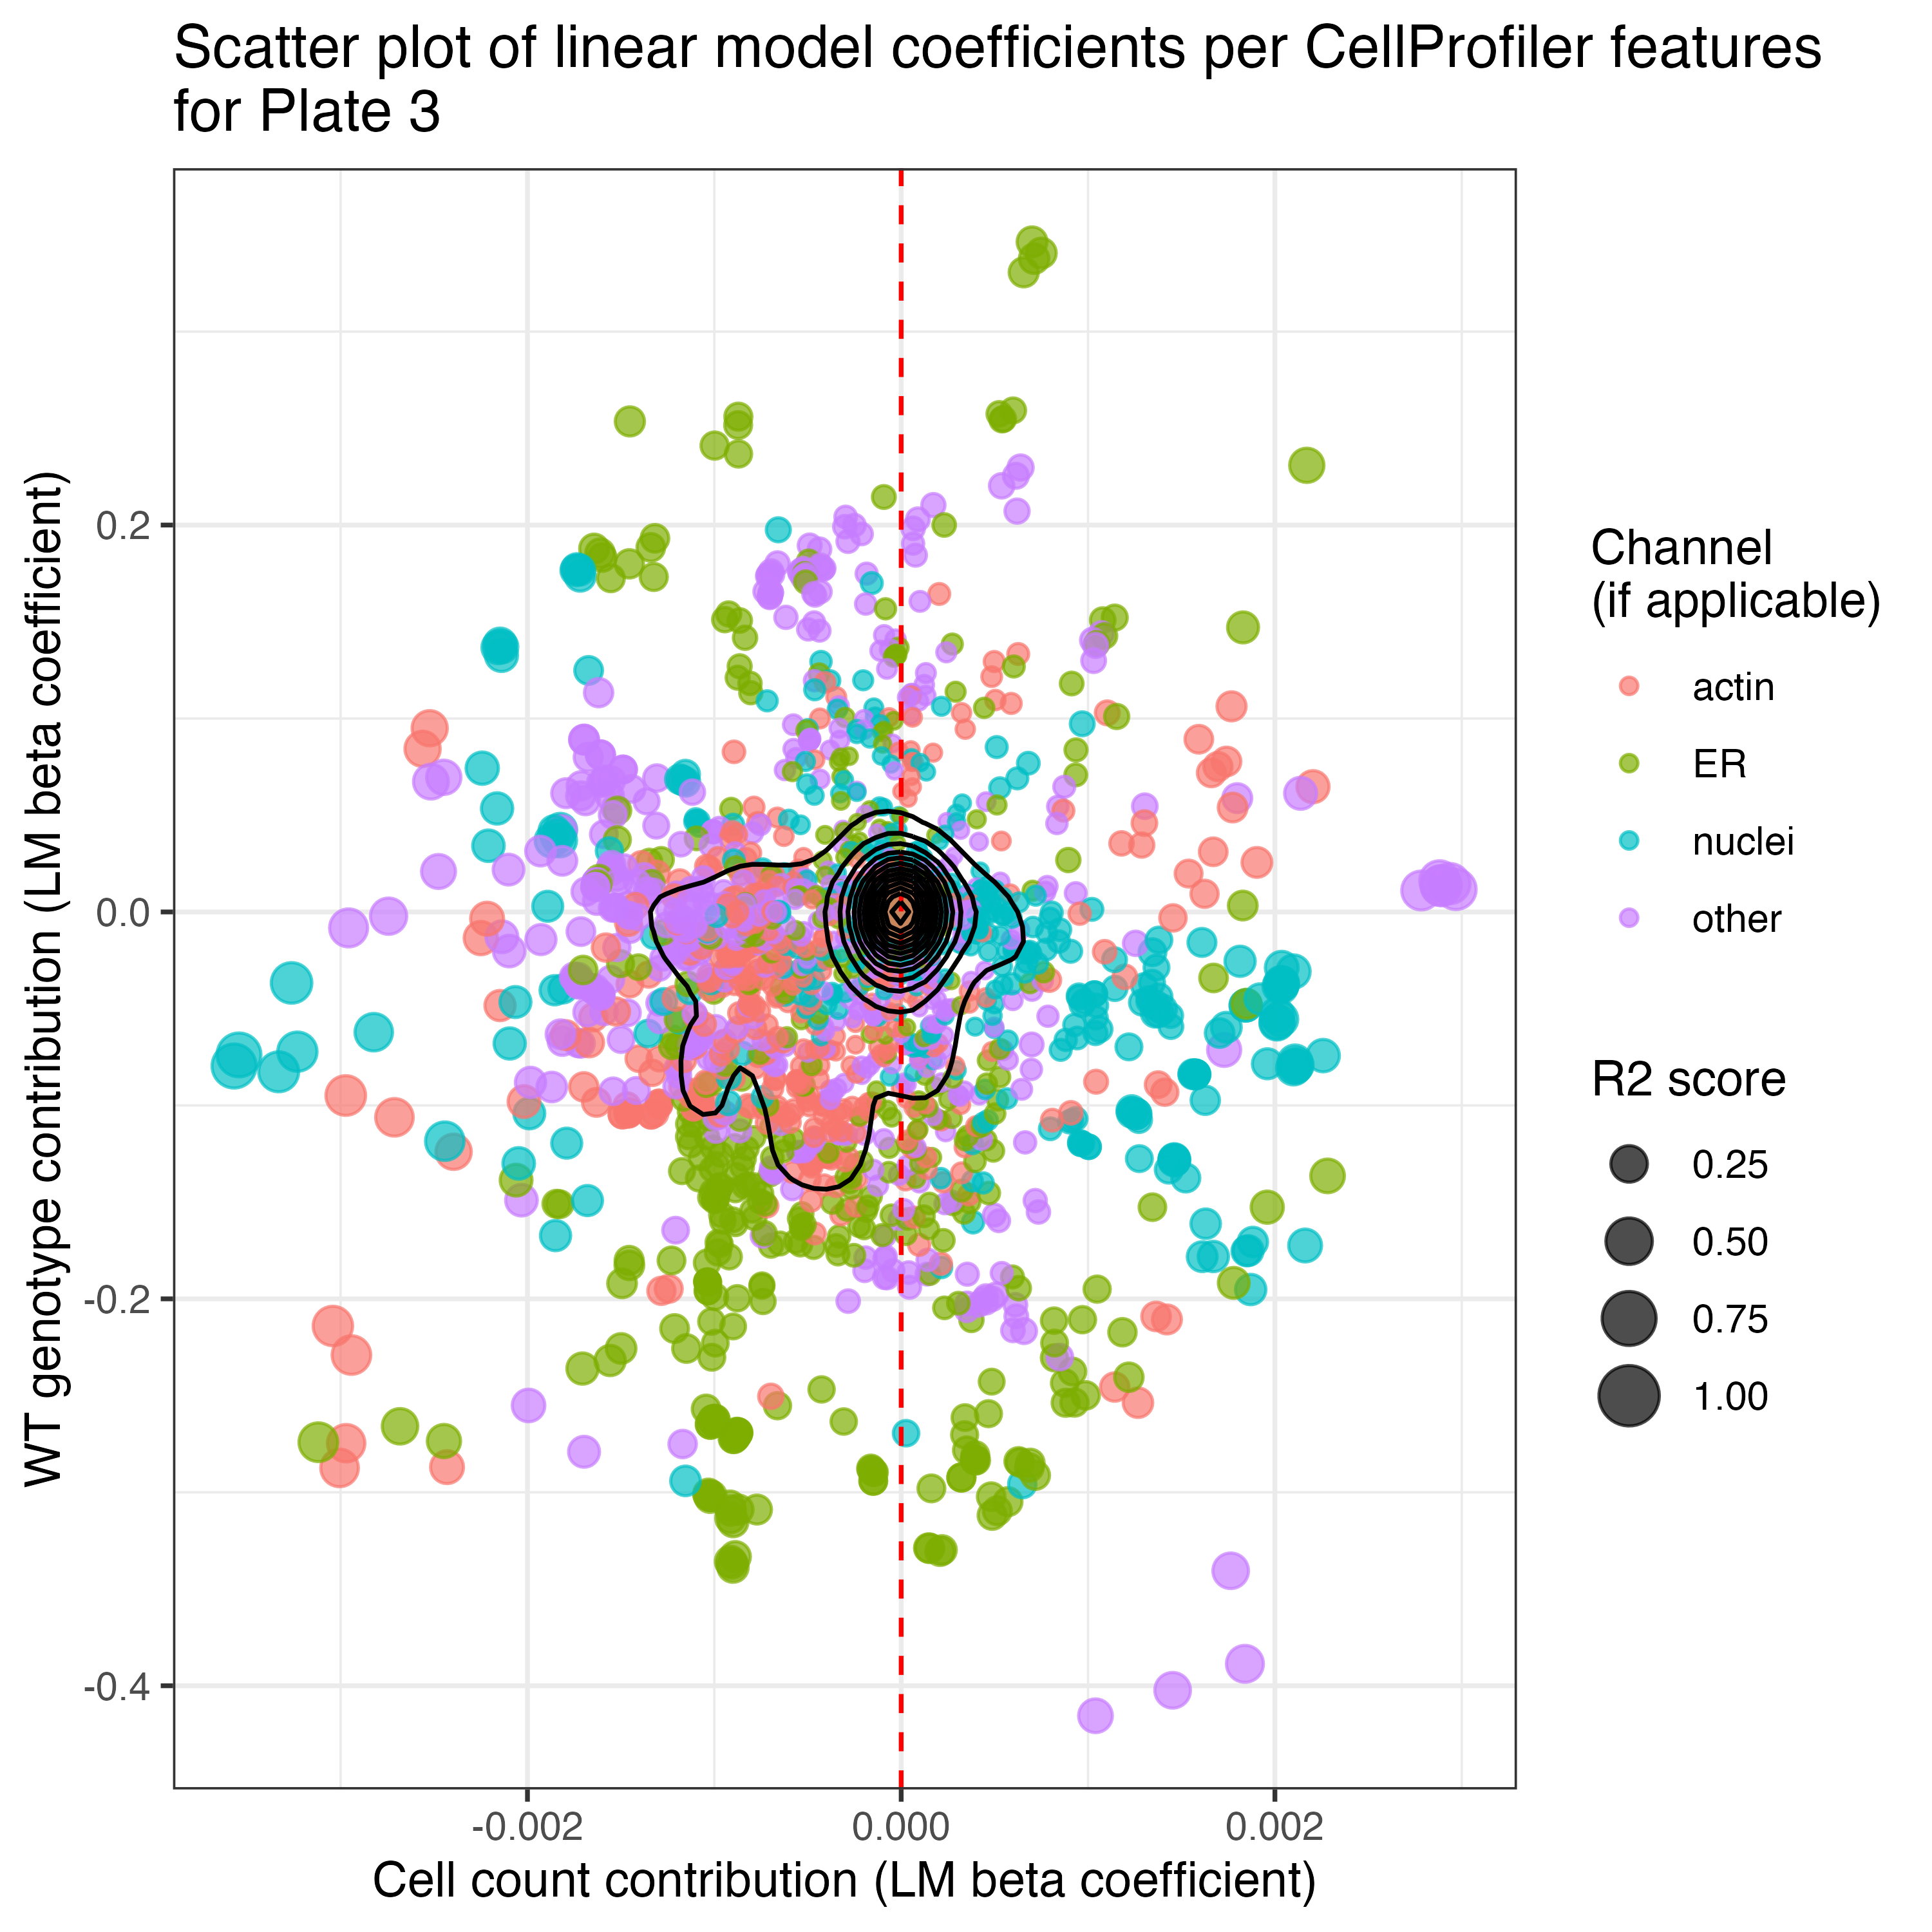 Scatter plot of linear model coefficients per CellProfiler features
for Plate 3
WT genotype contribution (LM beta coefficient)
0.2
0.0
-0.2
-0.4
-0.002
0.000
0.002
Cell count contribution (LM beta coefficient)
Channel
(if applicable)
actin
ER
nuclei
other
R2 score
0.25
0.50
0.75
1.00